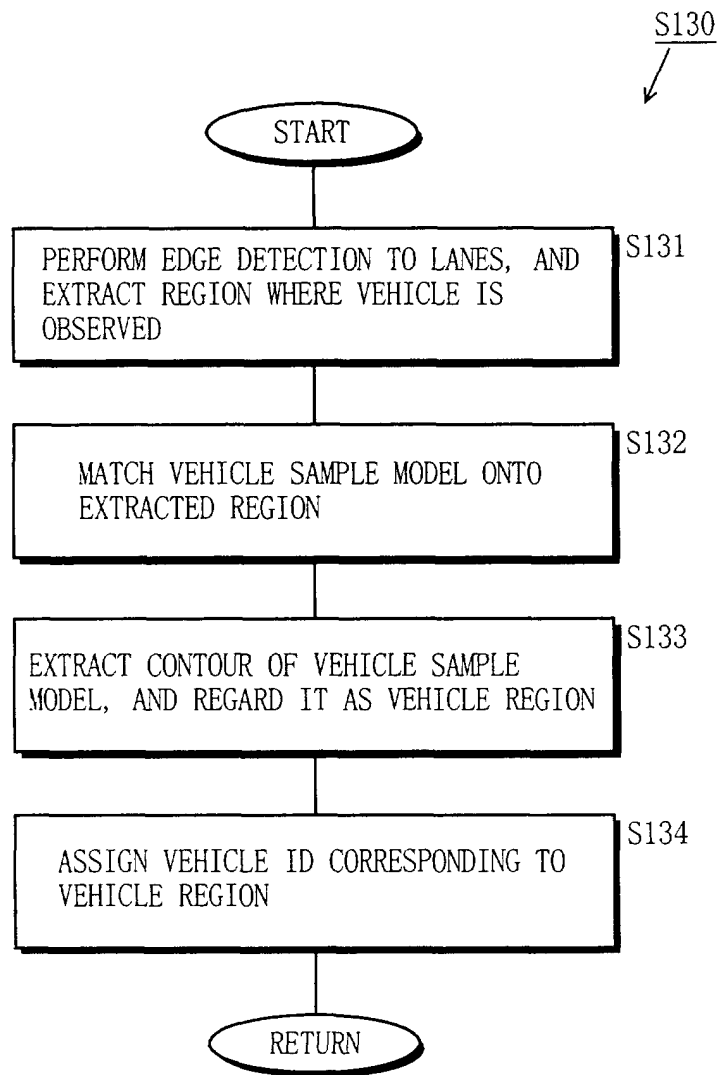 S130
START
S131
PERFORM EDGE DETECTION TO LANES, AND
EXTRACT REGION WHERE VEHICLE IS
OBSERVED
S132
MATCH VEHICLE SAMPLE MODEL ONTO
EXTRACTED REGION
S133
EXTRACT CONTOUR OF VEHICLE SAMPLE
MODEL, AND REGARD IT AS VEHICLE REGION
S134
ASSIGN VEHICLE ID CORRESPONDING TO
VEHICLE REGION
RETURN